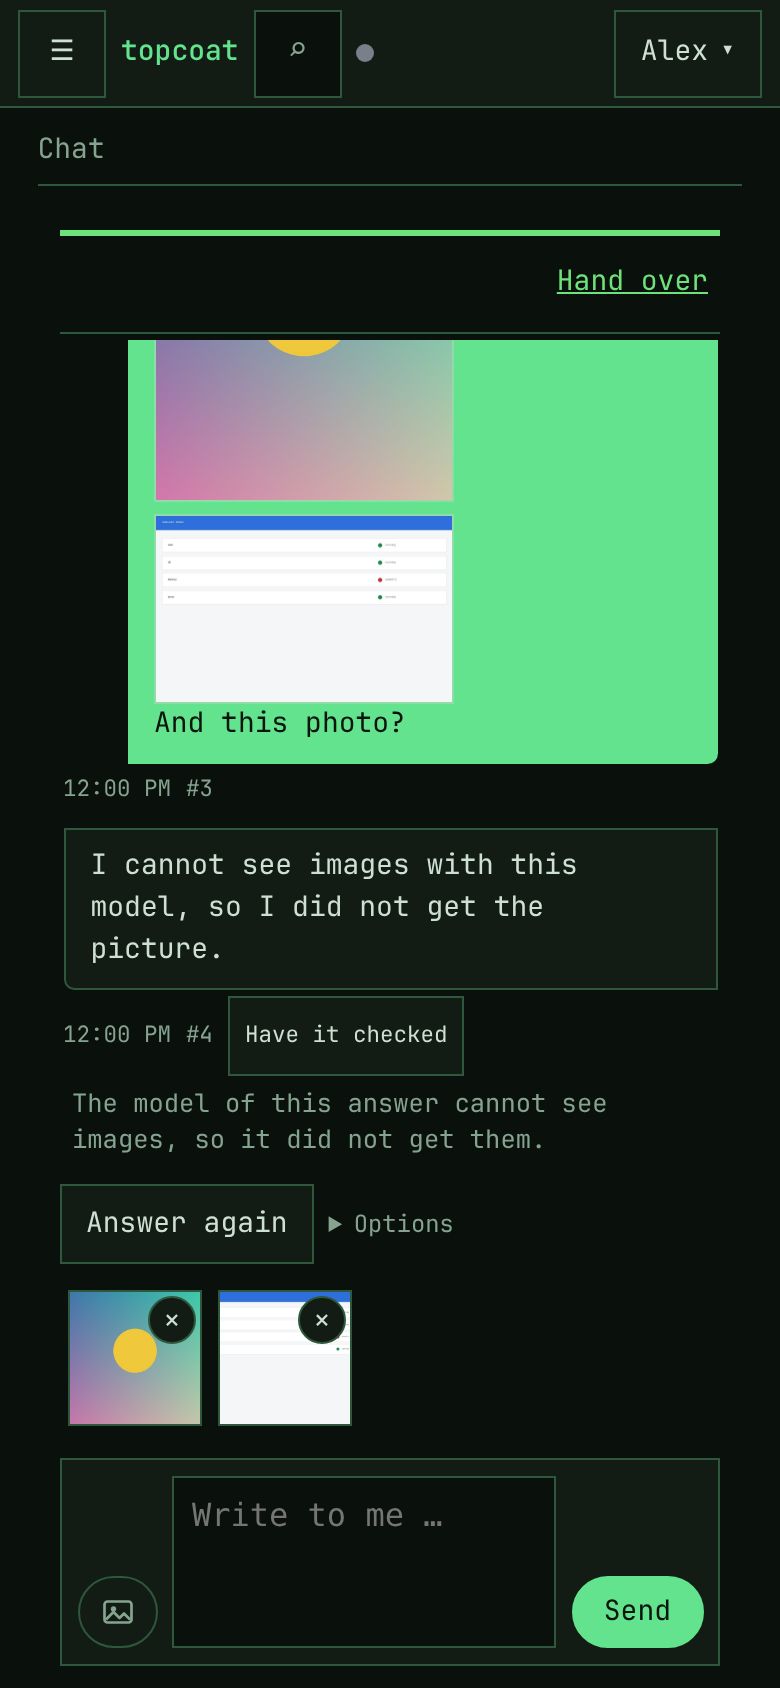 ☰ topcoat ⌕ Alex ▾
Chat
Hand over
And this photo?
12:00 PM #3
I cannot see images with this
model, so I did not get the
picture.
12:00 PM #4 Have it checked
The model of this answer cannot see
images, so it did not get them.
Answer again ▶ Options
× ×
Write to me …
Send